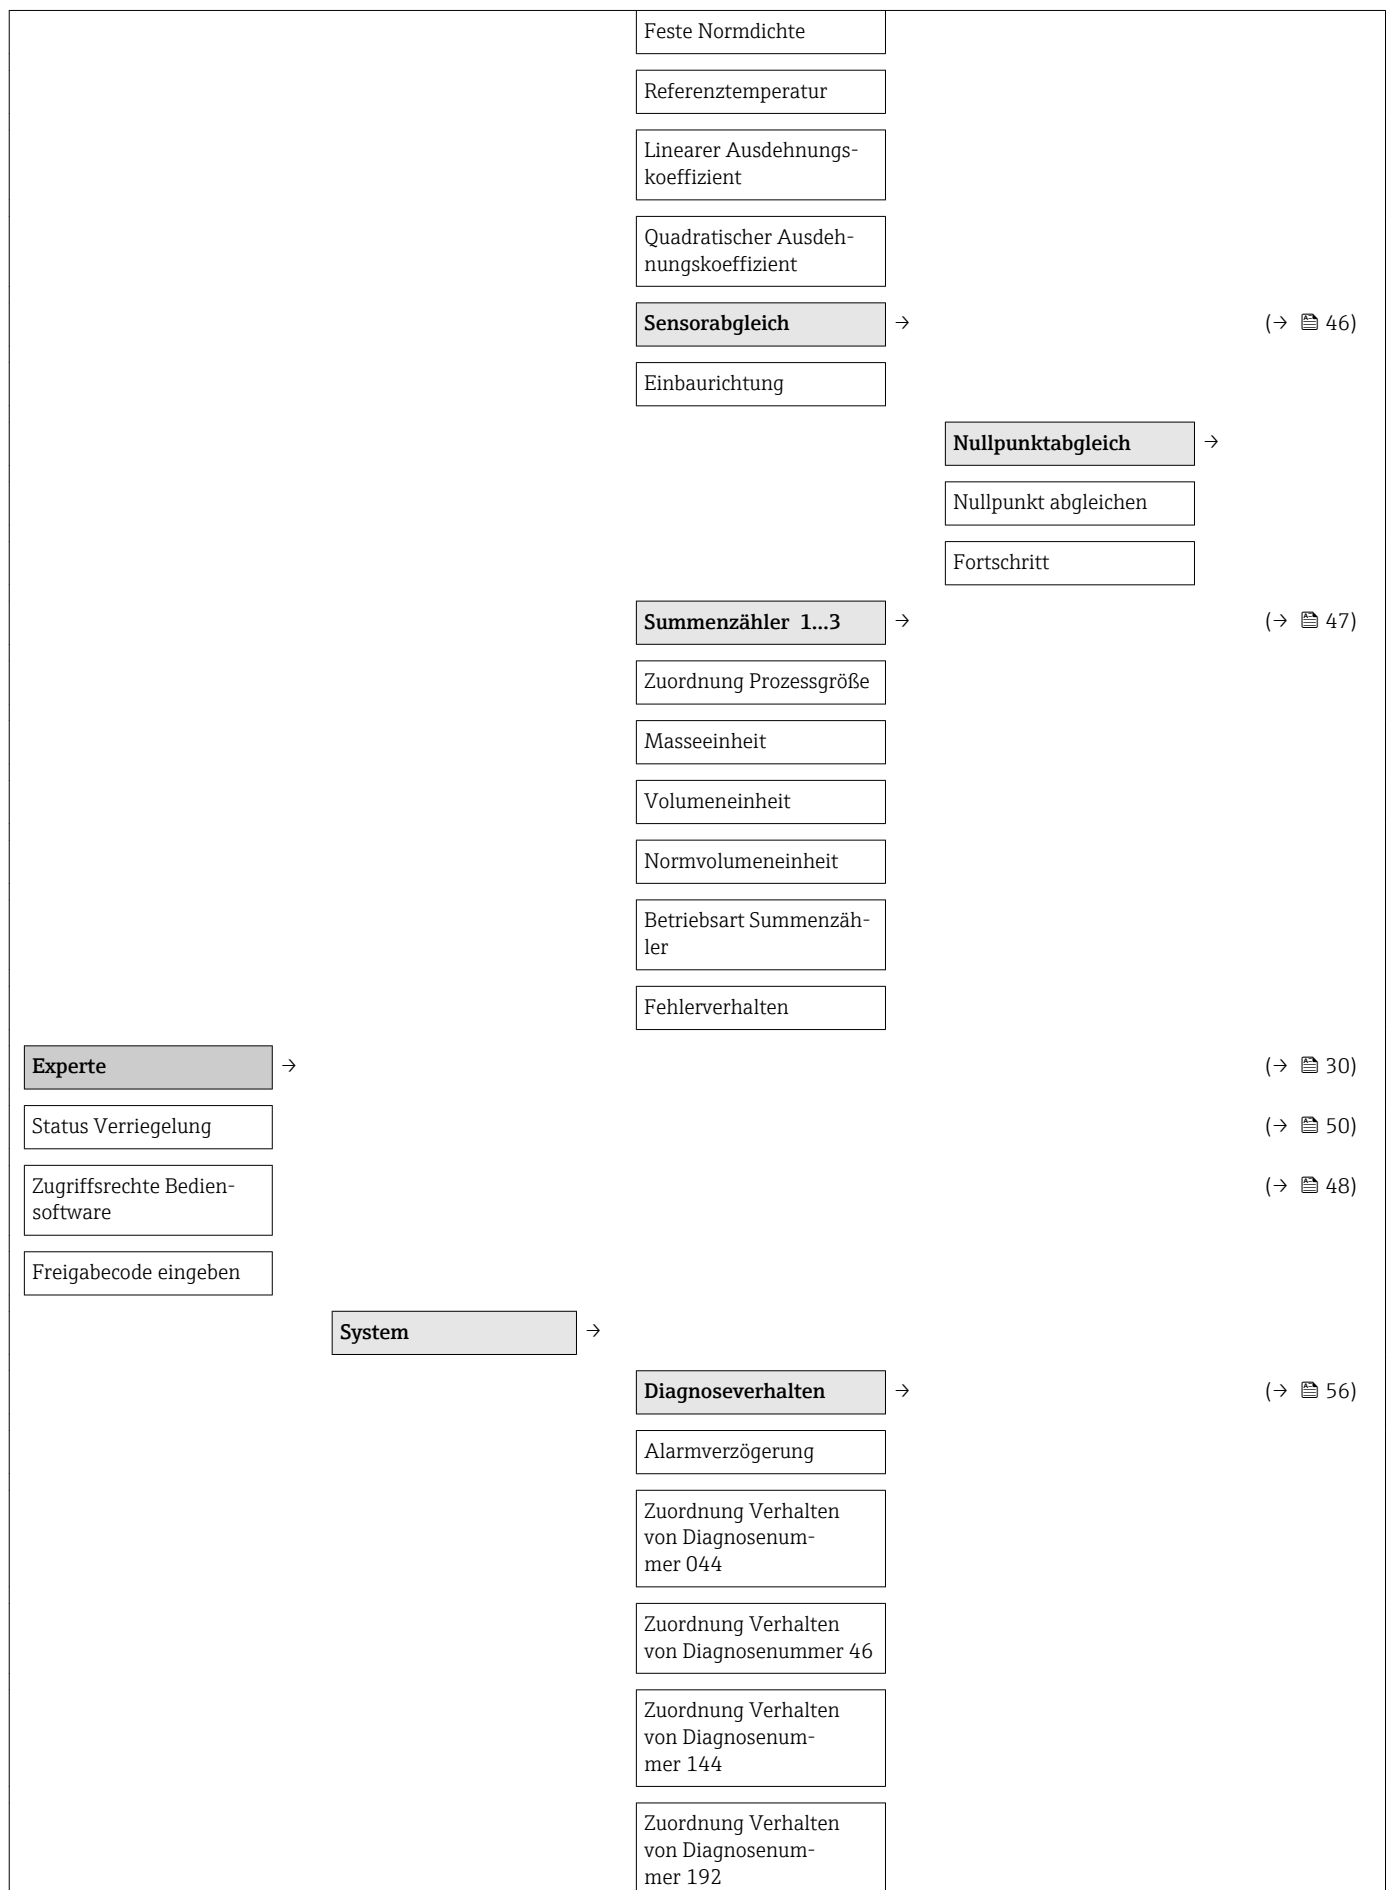 Feste Normdichte
Referenztemperatur
Linearer Ausdehnungs-
koeffizient
Quadratischer Ausdeh-
nungskoeffizient
Sensorabgleich → (→ 46)
Einbaurichtung
Nullpunktabgleich →
Nullpunkt abgleichen
Fortschritt
Summenzähler 1...3 → (→ 47)
Zuordnung Prozessgröße
Masseeinheit
Volumeneinheit
Normvolumeneinheit
Betriebsart Summenzäh-
ler
Fehlerverhalten
Experte → (→ 30)
Status Verriegelung (→ 50)
Zugriffsrechte Bedien- (→ 48)
software
Freigabecode eingeben
System →
Diagnoseverhalten → (→ 56)
Alarmverzögerung
Zuordnung Verhalten
von Diagnosenum-
mer 044
Zuordnung Verhalten
von Diagnosenummer 46
Zuordnung Verhalten
von Diagnosenum-
mer 144
Zuordnung Verhalten
von Diagnosenum-
mer 192